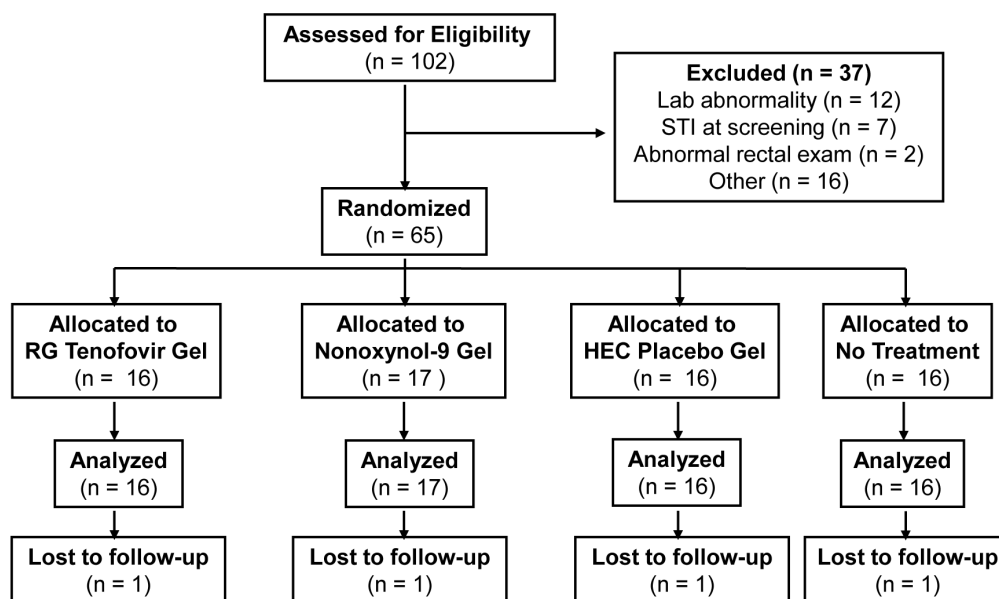 Assessed for Eligibility
(n = 102)
Excluded (n = 37)
Lab abnormality (n = 12)
STI at screening (n = 7)
Abnormal rectal exam (n = 2)
Other (n = 16)
Randomized
(n = 65)
Allocated to
RG Tenofovir Gel
(n = 16)
Allocated to
Nonoxynol-9 Gel
(n = 17 )
Allocated to
HEC Placebo Gel
(n = 16)
Allocated to
No Treatment
(n = 16)
Analyzed
(n = 16)
Analyzed
(n = 17)
Analyzed
(n = 16)
Analyzed
(n = 16)
Lost to follow-up
(n = 1)
Lost to follow-up
(n = 1)
Lost to follow-up
(n = 1)
Lost to follow-up
(n = 1)